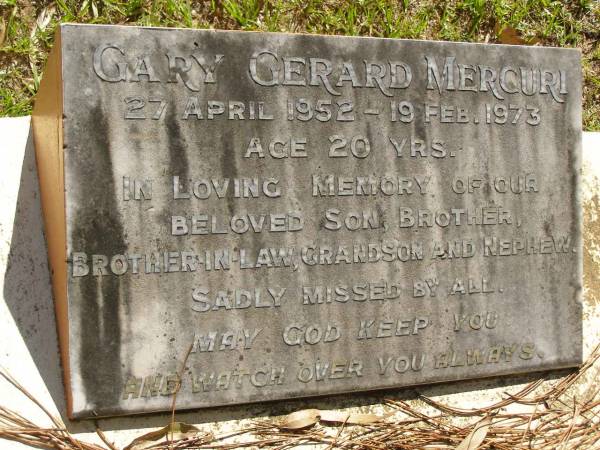 GARY GERARD MERCURI
27 APRIL 1952 - 19 FEB. 1973
AGE 20 YRS.
IN LOVING MEMORY OF OUR
BELOVED SON, BROTHER,
BROTHER-IN-LAW, GRANDSON AND NEPHEW.
SADLY MISSED BY ALL.
MAY GOD KEEP YOU
AND WATCH OVER YOU ALWAYS.